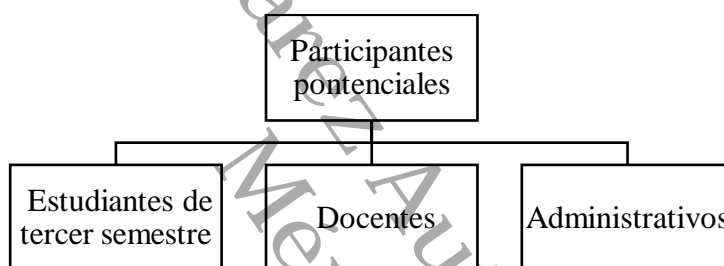 Participantes
pontenciales
Estudiantes de
tercer semestre
Docentes
Administrativos